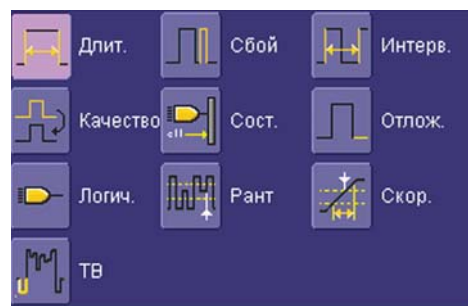 Длит. Сбой Интерв.
Качество Сост. Отлож.
Логич. Рант Скор.
ТВ